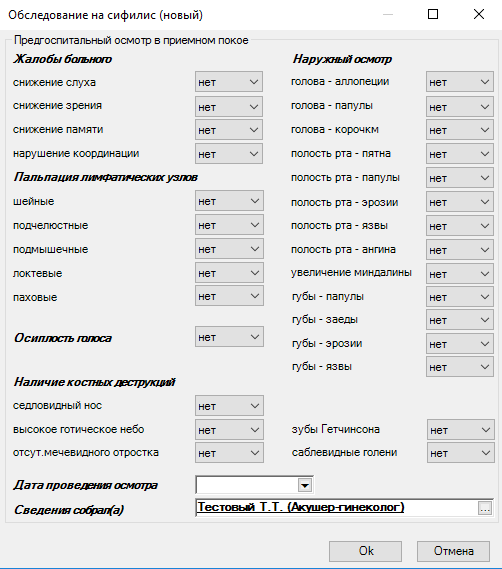 Обследование на сифилис (новый)
Предгоспитальный осмотр в приемном покое
Жалобы больного
снижение слуха нет
снижение зрения нет
снижение памяти нет
нарушение координации нет
Пальпация лимфатических узлов
шейные нет
подчелюстные нет
подмышечные нет
локтевые нет
паховые нет
Осиплость голоса нет
Наличие костных деструкций
седловидный нос нет
высокое готическое небо нет
отсут.мечевидного отростка нет
Наружный осмотр
голова - аллопеции нет
голова - папулы нет
голова - корочкм нет
полость рта - пятна нет
полость рта - папулы нет
полость рта - эрозии нет
полость рта - язвы нет
полость рта - ангина нет
увеличение миндалины нет
губы - папулы нет
губы - заеды нет
губы - эрозии нет
губы - язвы нет
зубы Гетчинсона нет
саблевидные голени нет
Дата проведения осмотра
Сведения собрал(а) Тестовый Т.Т. (Акушер-гинеколог) ...
Ok Отмена